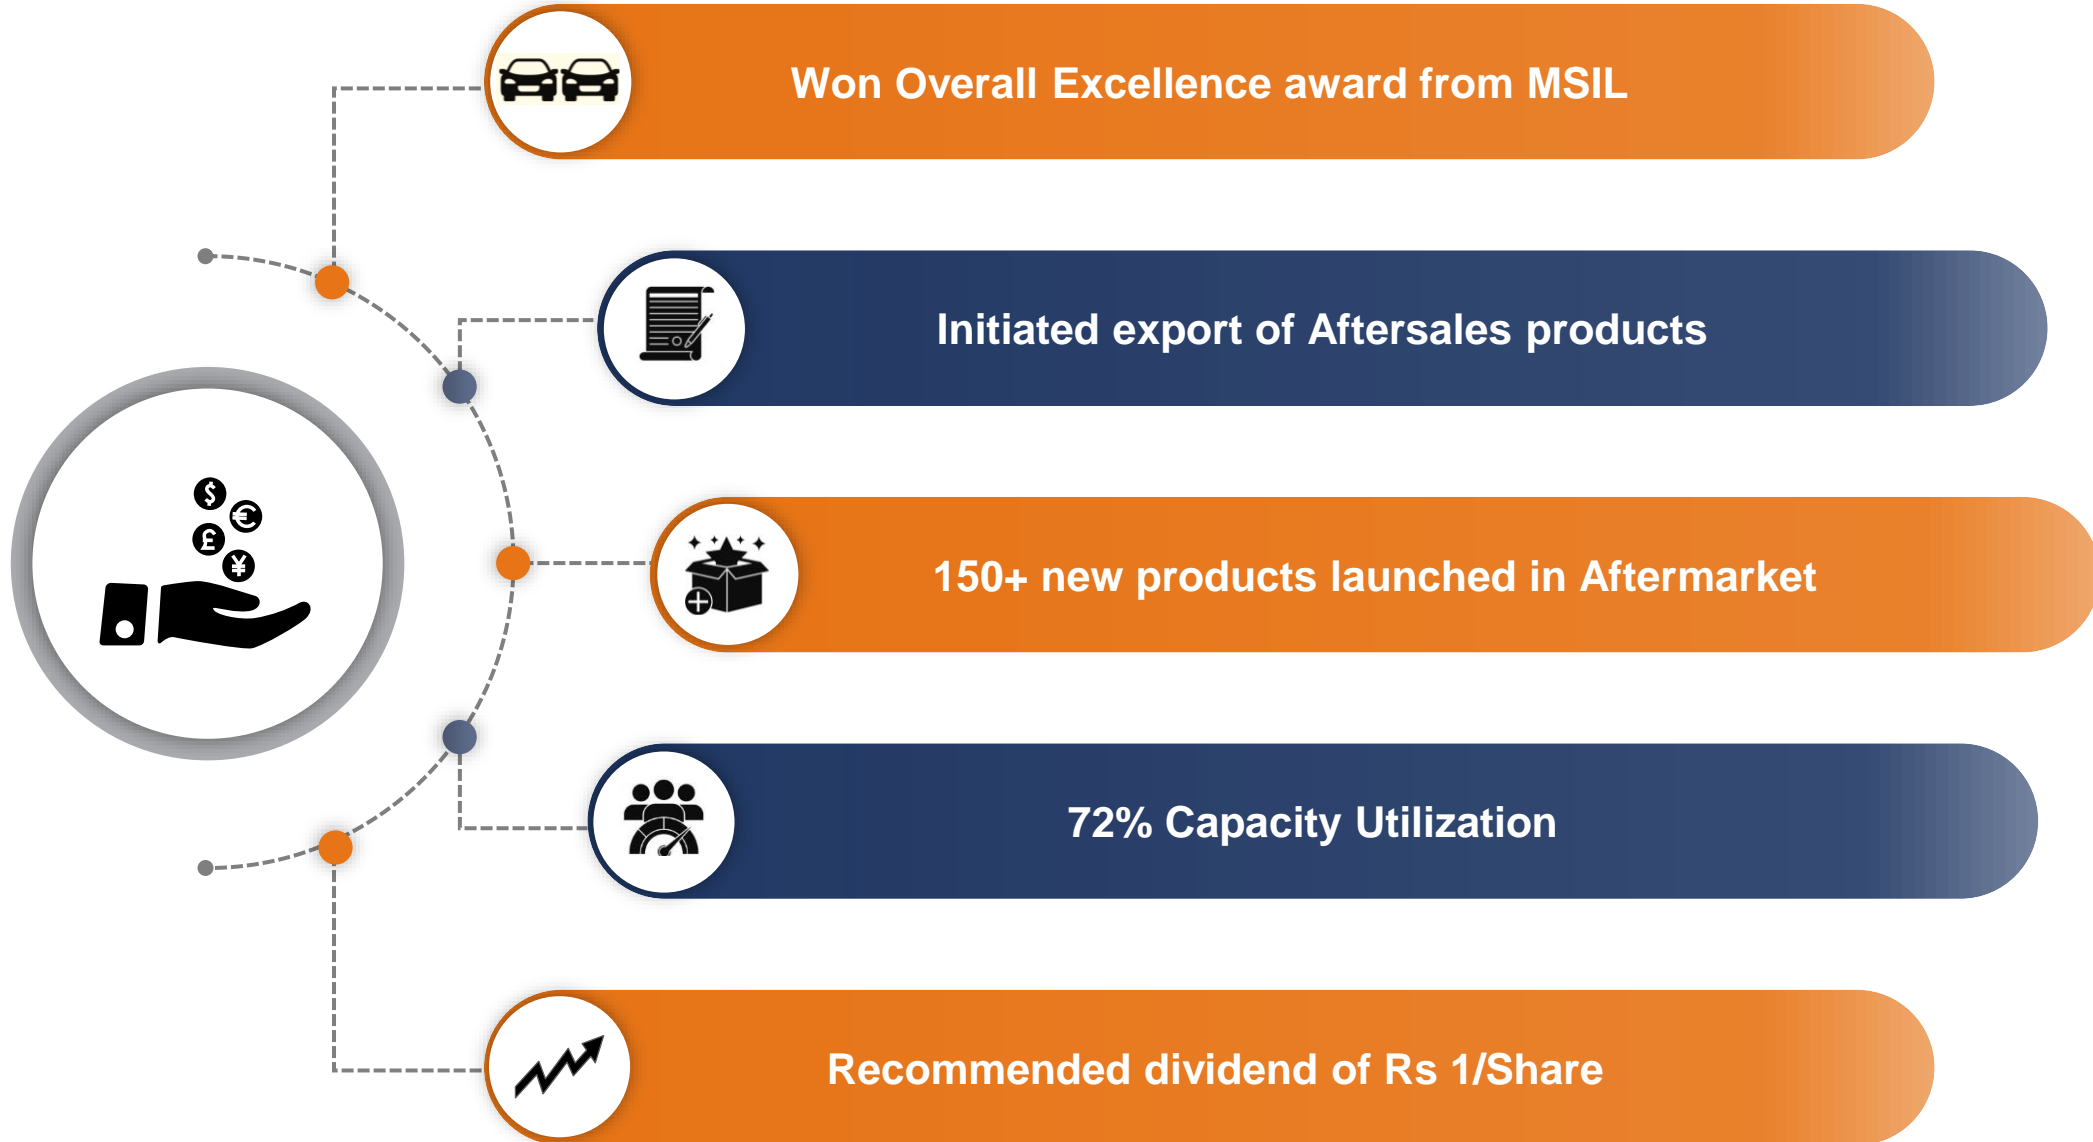 Won Overall Excellence award from MSIL
Initiated export of Aftersales products
$
€
£
¥
150+ new products launched in Aftermarket
72% Capacity Utilization
Recommended dividend of Rs 1/Share